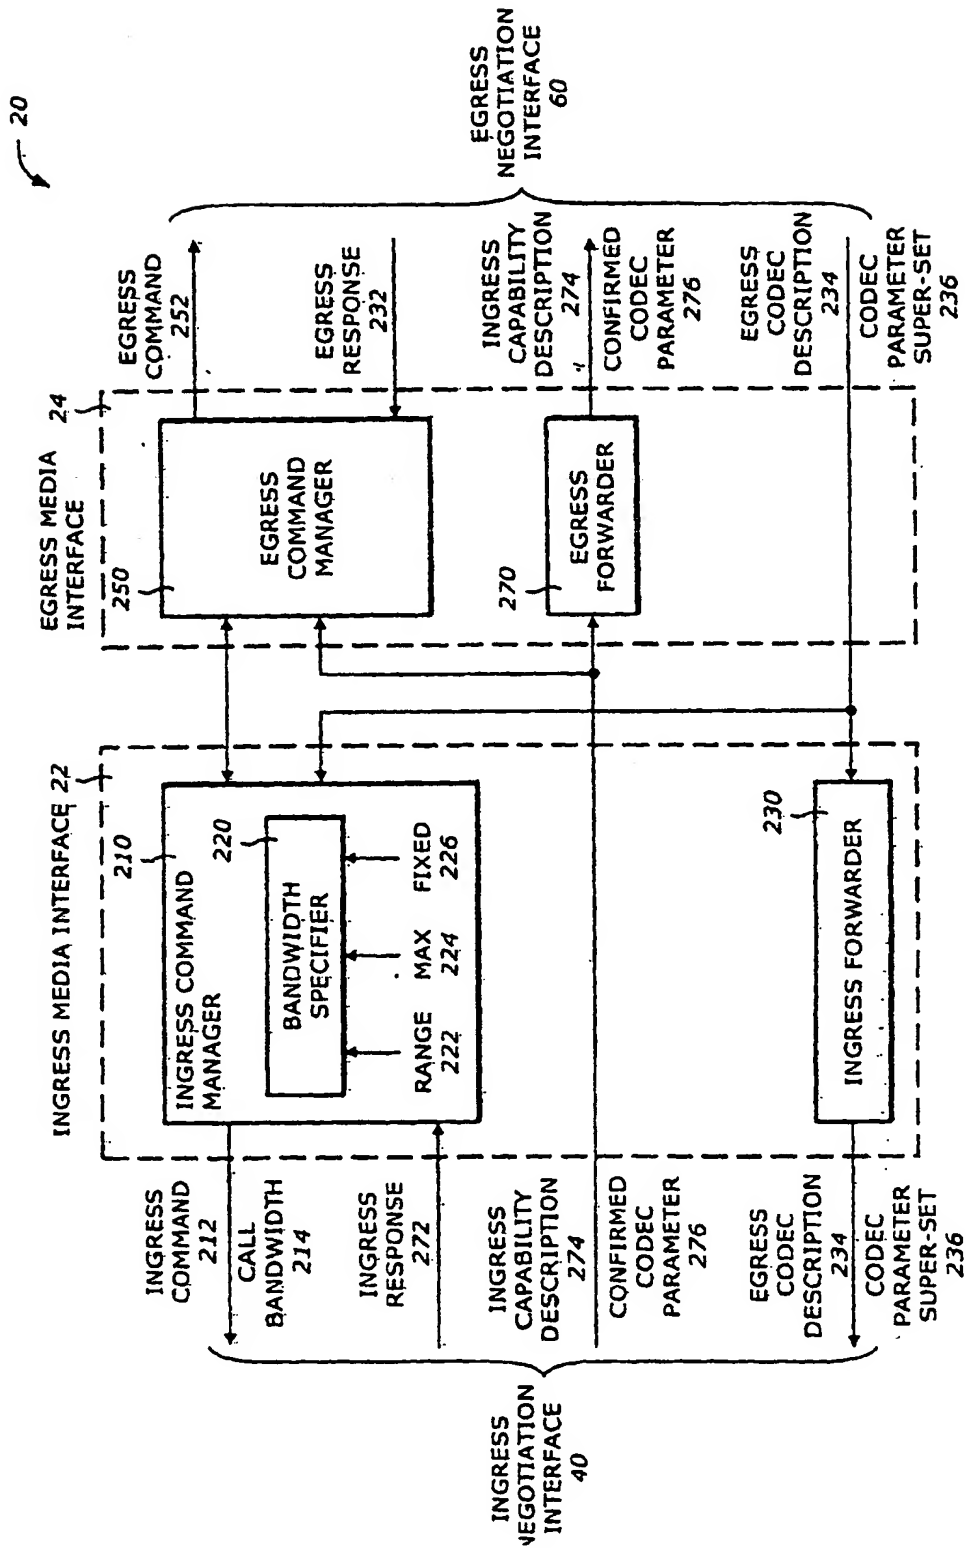 20
INGRESS MEDIA INTERFACE 22
EGRESS MEDIA
INTERFACE
24
INGRESS
COMMAND
212
CALL
BANDWIDTH
214
INGRESS
RESPONSE
272
INGRESS
CAPABILITY
DESCRIPTION
274
CONFIRMED
CODEC
PARAMETER
276
EGRESS
CODEC
DESCRIPTION
234
CODEC
PARAMETER
SUPER-SET
236
INGRESS
NEGOTIATION
INTERFACE
40
210
INGRESS COMMAND
MANAGER
220
BANDWIDTH
SPECIFIER
RANGE
222
MAX
224
FIXED
226
230
INGRESS FORWARDER
250
EGRESS
COMMAND
MANAGER
270
EGRESS
FORWARDER
EGRESS
COMMAND
252
EGRESS
RESPONSE
232
INGRESS
CAPABILITY
DESCRIPTION
274
CONFIRMED
CODEC
PARAMETER
276
EGRESS
CODEC
DESCRIPTION
234
CODEC
PARAMETER
SUPER-SET
236
EGRESS
NEGOTIATION
INTERFACE
60